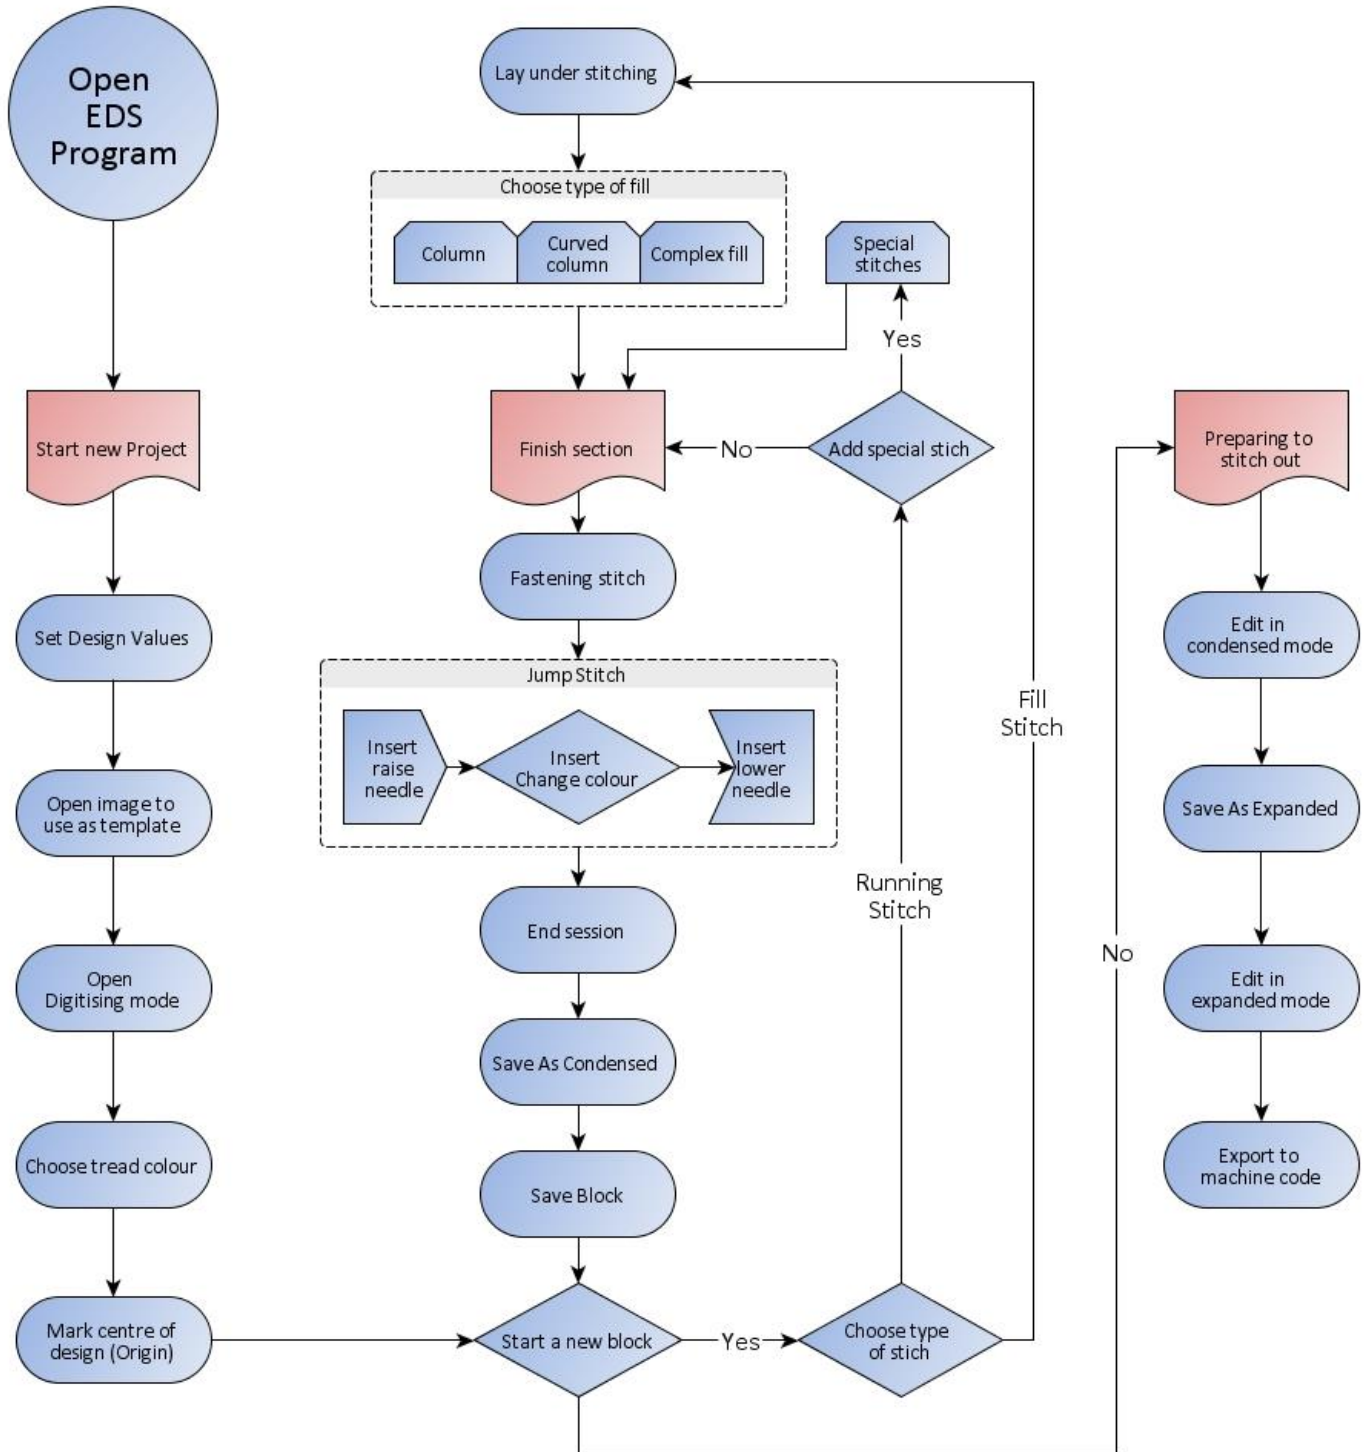 Open
EDS
Program
Start new Project
Set Design Values
Open image to
use as template
Open
Digitising mode
Choose tread colour
Mark centre of
design (Origin)
Lay under stitching
Choose type of fill
Column
Curved
column
Complex fill
Special
stitches
Yes
Finish section
No
Add special stich
Fastening stitch
Jump Stitch
Insert
raise
needle
Insert
Change colour
Insert
lower
needle
End session
Save As Condensed
Save Block
Start a new block
Yes
Choose type
of stich
Running
Stitch
Fill
Stitch
No
Preparing to
stitch out
Edit in
condensed mode
Save As Expanded
Edit in
expanded mode
Export to
machine code